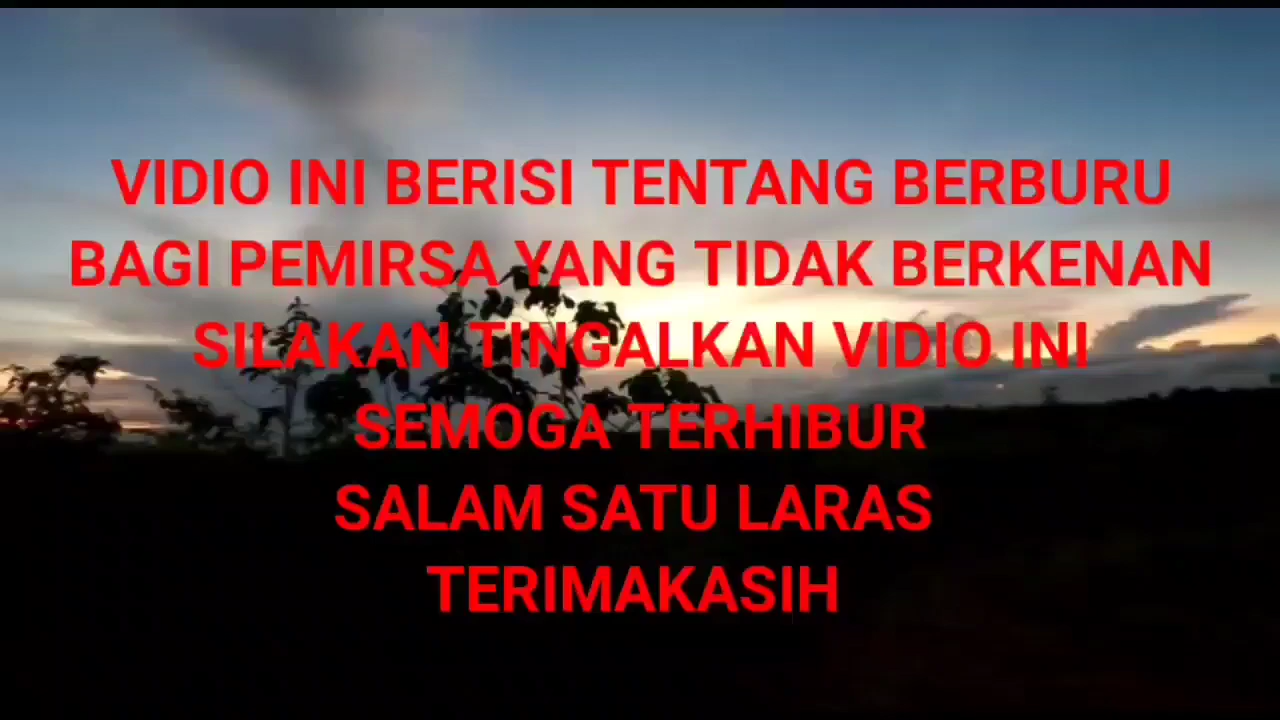 VIDIO INI BERISI TENTANG BERBURU
BAGI PEMIRSA YANG TIDAK BERKENAN
SILAKAN TINGALKAN VIDIO INI
SEMOGA TERHIBUR
SALAM SATU LARAS
TERIMAKASIH